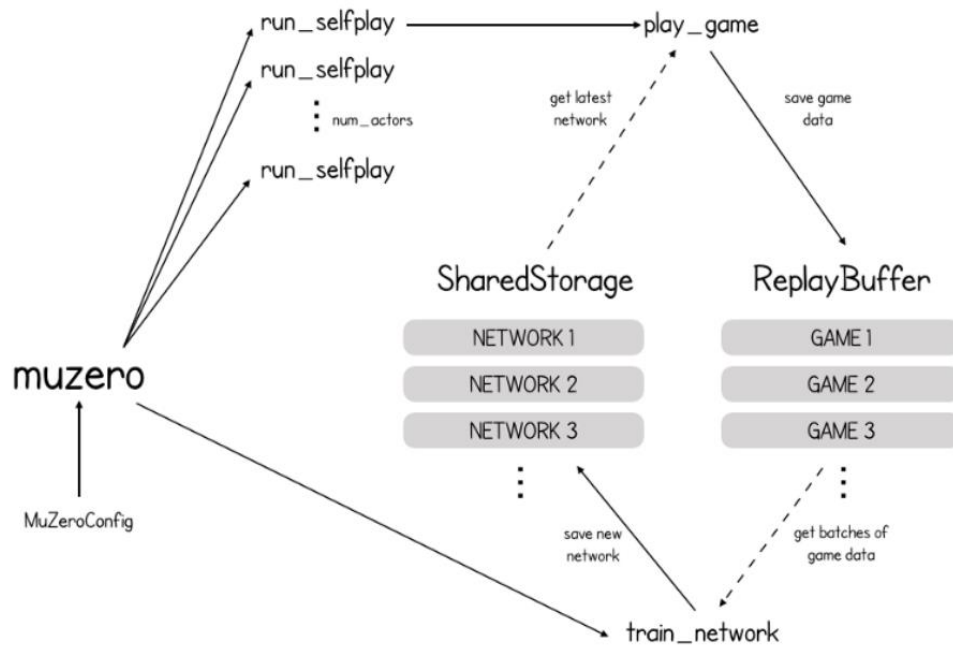 run_selfplay
play_game
run_selfplay
get latest
network
save game
data
num_actors
run_selfplay
SharedStorage
ReplayBuffer
NETWORK 1
GAME 1
muzero
NETWORK 2
GAME 2
NETWORK 3
GAME 3
MuZeroConfig
save new
network
get batches of
game data
train_network